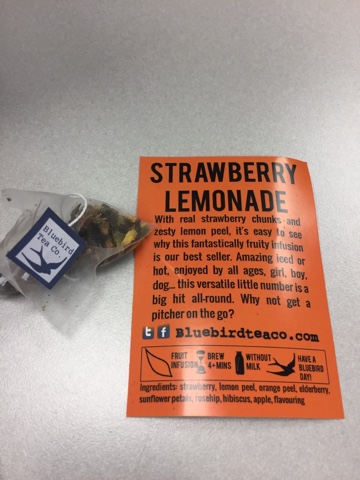 Bluebird
Tea Co.
STRAWBERRY
LEMONADE
With real strawberry chunks and
zesty lemon peel, it's easy to see
why this fantastically fruity infusion
is our best seller. Amazing iced or
hot, enjoyed by all ages, girl, boy,
dog... this versatile little number is a
big hit all-round. Why not get a
pitcher on the go?
t f Bluebirdteaco.com
FRUIT INFUSION BREW 4+MINS WITHOUT MILK HAVE A BLUEBIRD DAY!
Ingredients: strawberry, lemon peel, orange peel, elderberry,
sunflower petals, rosehip, hibiscus, apple, flavouring